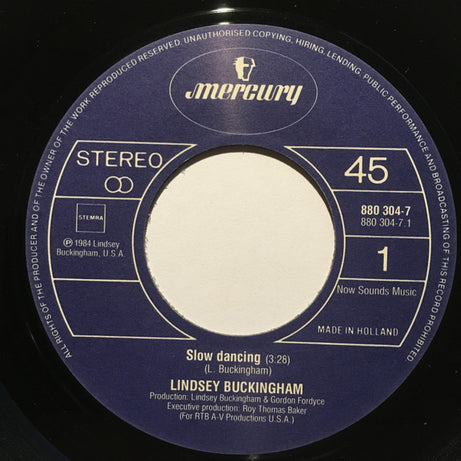 ALL RIGHTS OF THE PRODUCER AND OF THE OWNER OF THE WORK REPRODUCED RESERVED. UNAUTHORISED COPYING, HIRING, LENDING, PUBLIC PERFORMANCE AND BROADCASTING OF THIS RECORD PROHIBITED
mercury
STEREO
45
STEMRA
880 304-7
880 304-7.1
℗ 1984 Lindsey
Buckingham, U.S.A.
1
Now Sounds Music
MADE IN HOLLAND
Slow dancing (3:28)
(L. Buckingham)
LINDSEY BUCKINGHAM
Production: Lindsey Buckingham & Gordon Fordyce
Executive production: Roy Thomas Baker
(For RTB A-V Productions U.S.A.)